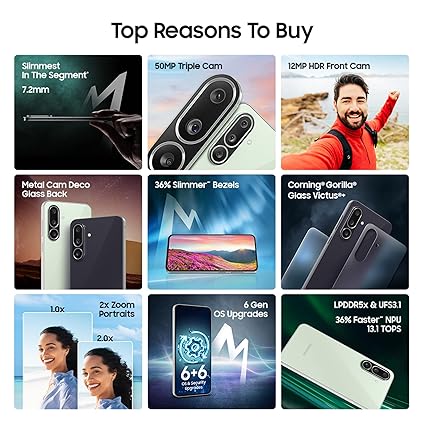 Top Reasons To Buy
Slimmest
In The Segment*
7.2mm
50MP Triple Cam
12MP HDR Front Cam
Metal Cam Deco
Glass Back
36% Slimmer~ Bezels
Corning® Gorilla®
Glass Victus®+
1.0x
2x Zoom
Portraits
2.0x
6 Gen
OS Upgrades
6+6
OS & Security
Upgrades
LPDDR5x & UFS3.1
36% Faster~ NPU
13.1 TOPS